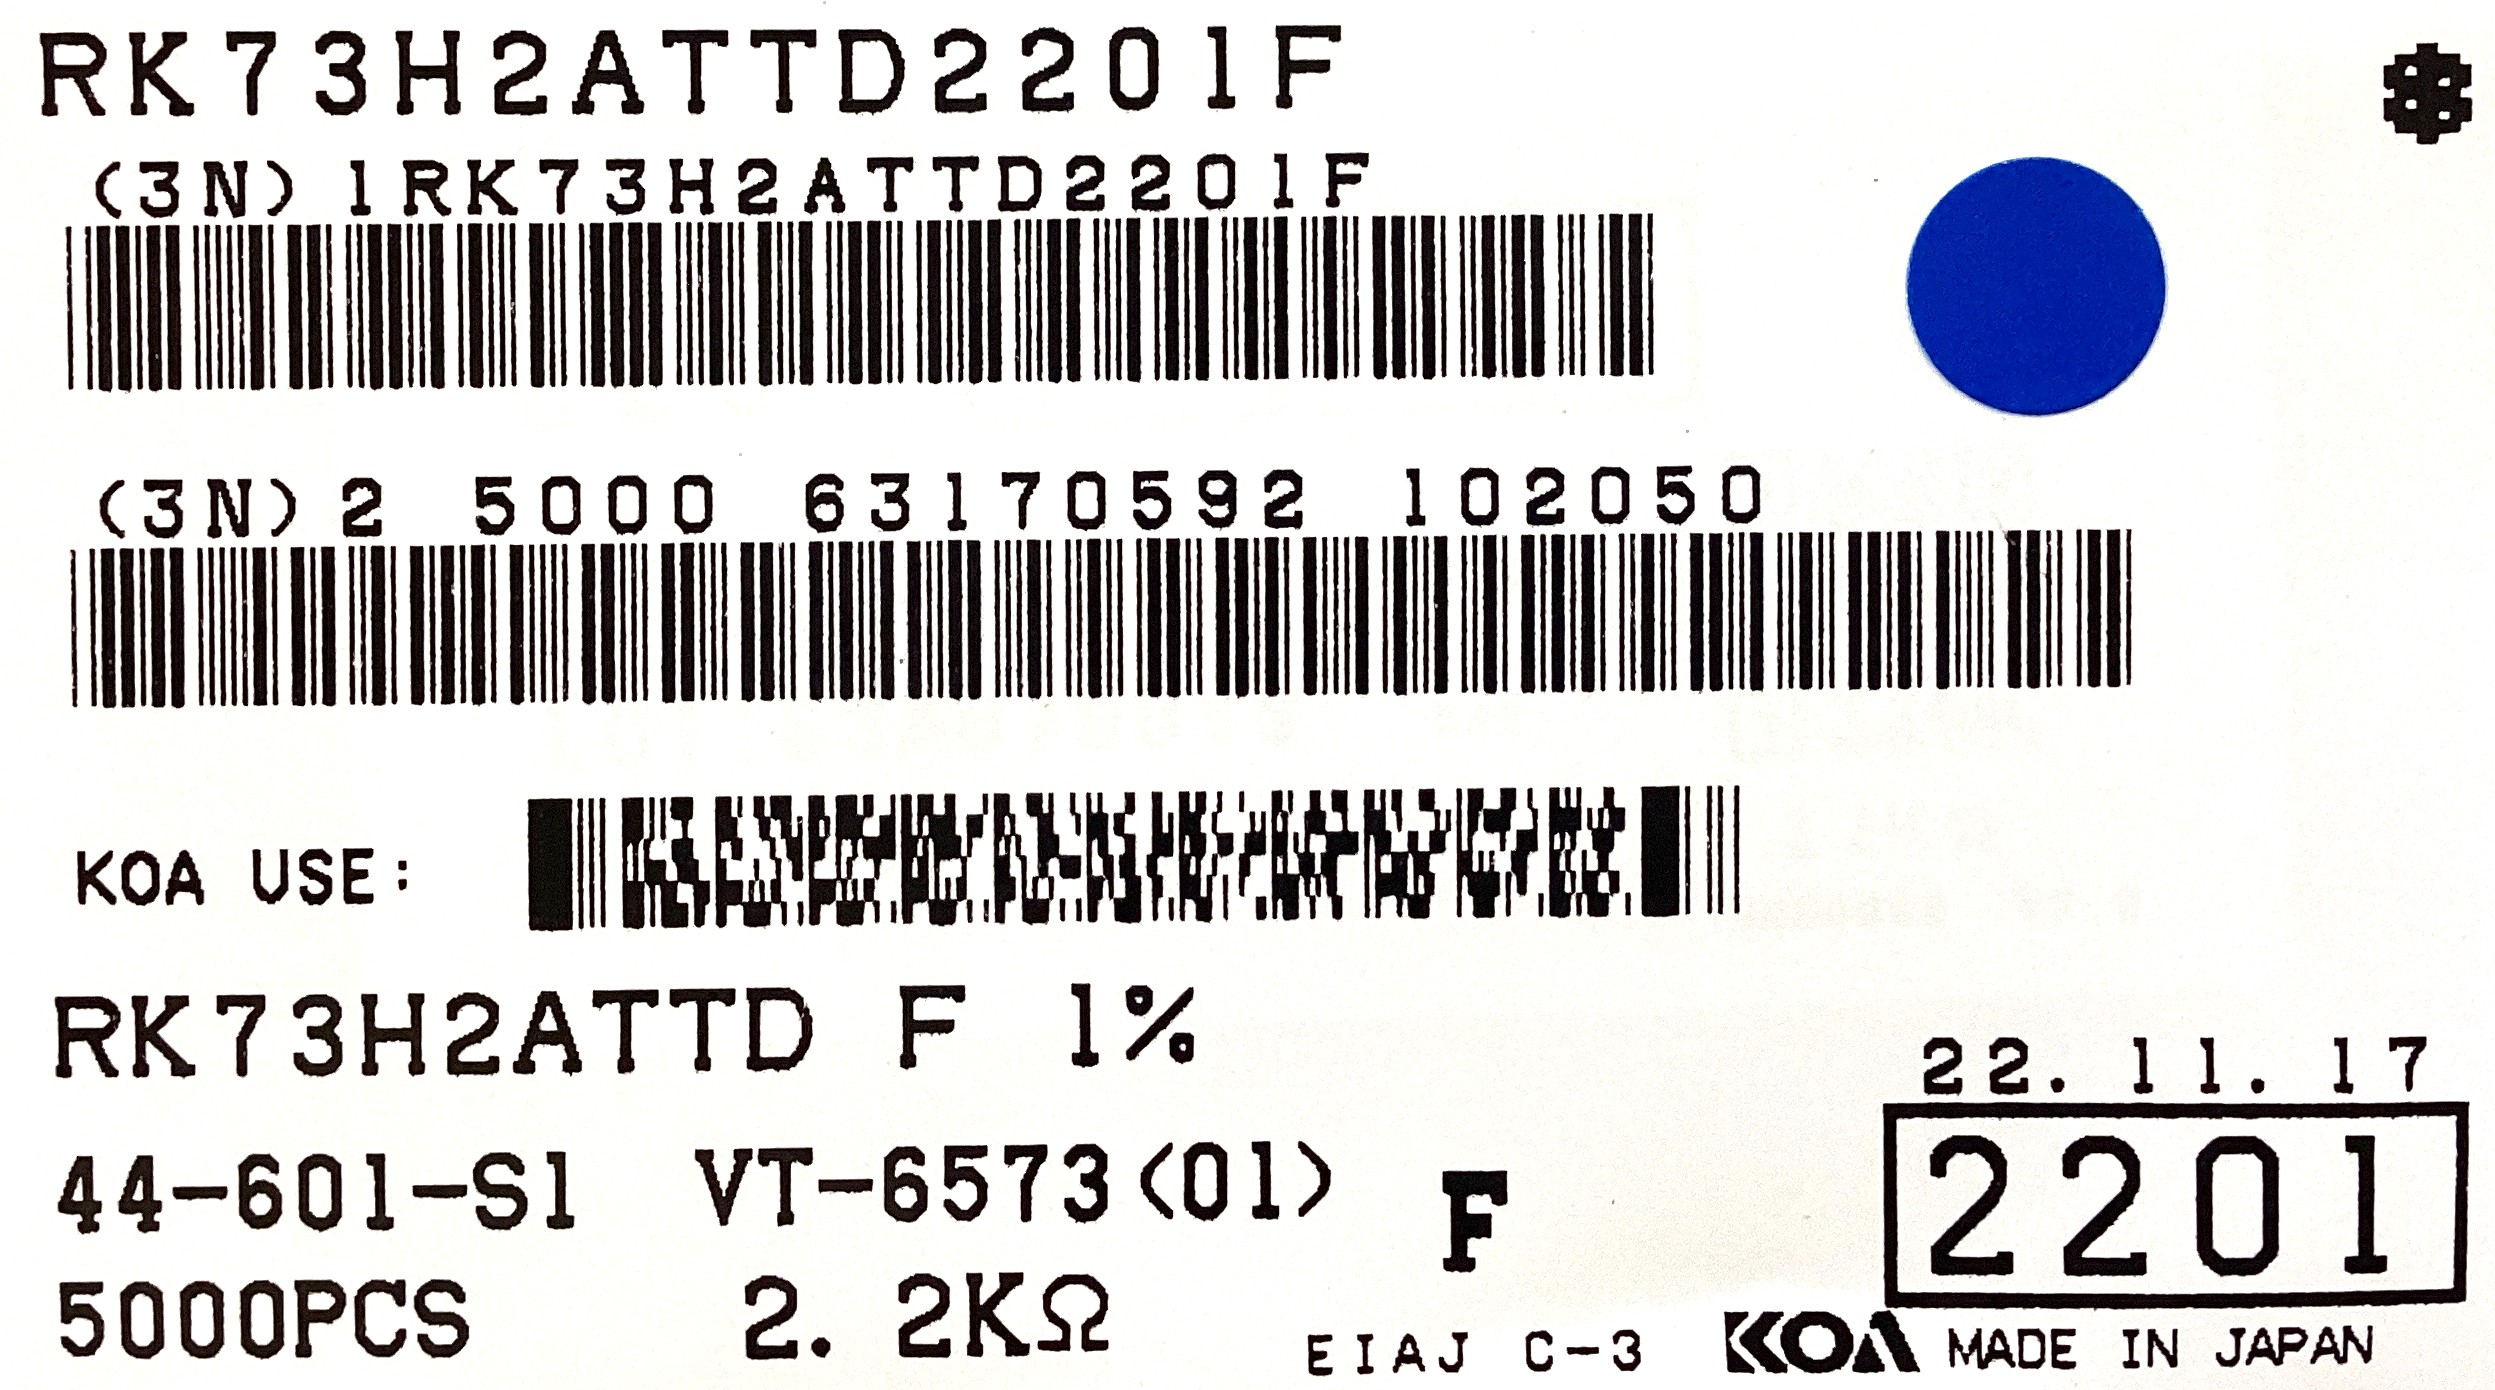 RK73H2ATTD2201F
*
(3N)1RK73H2ATTD2201F
(3N)2 5000 63170592 102050
KOA USE:
RK73H2ATTD F 1%
22.11.17
44-601-S1 VT-6573(01) F
2201
5000PCS 2.2KΩ
EIAJ C-3 KOA MADE IN JAPAN